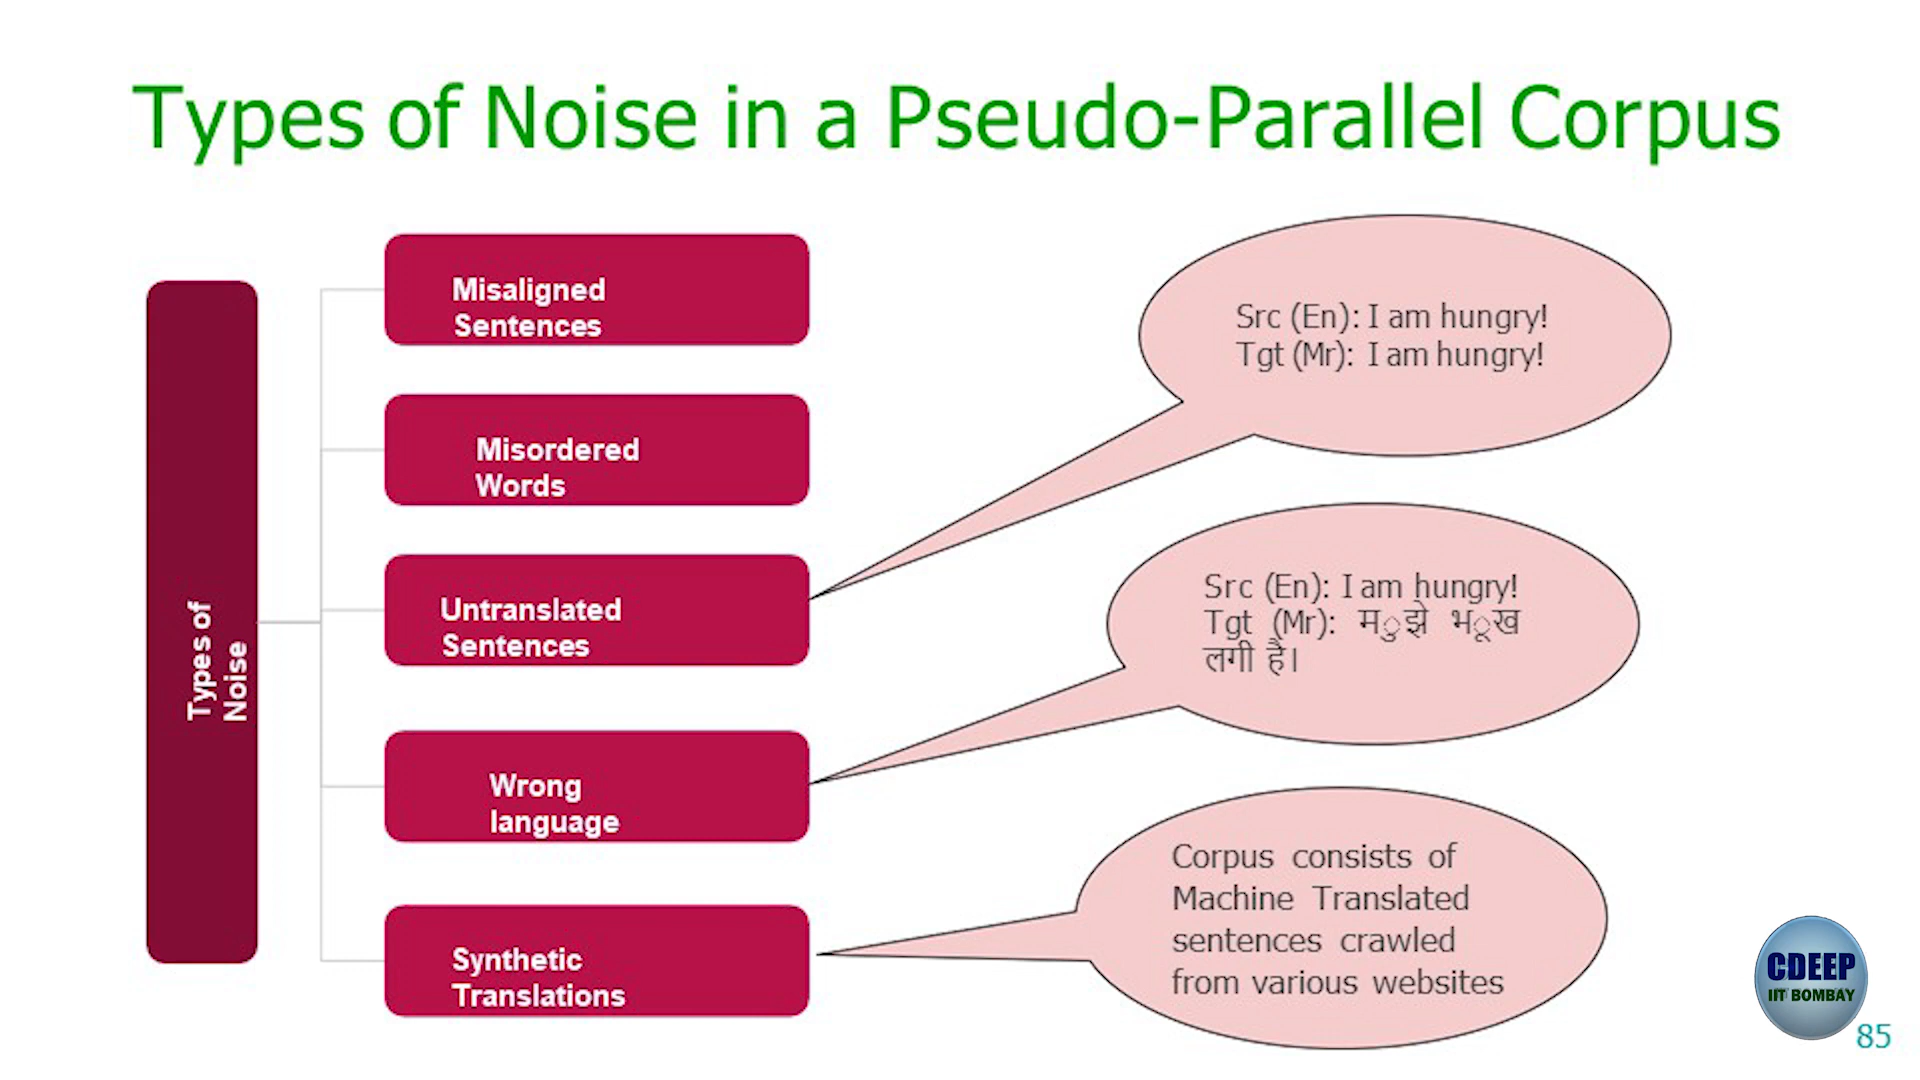 Types of Noise in a Pseudo-Parallel Corpus
Types of
Noise
Misaligned
Sentences
Misordered
Words
Untranslated
Sentences
Wrong
language
Synthetic
Translations
Src (En): I am hungry!
Tgt (Mr): I am hungry!
Src (En): I am hungry!
Tgt (Mr): मुझे भूख
लगी है।
Corpus consists of
Machine Translated
sentences crawled
from various websites
CDEEP
IIT BOMBAY
85